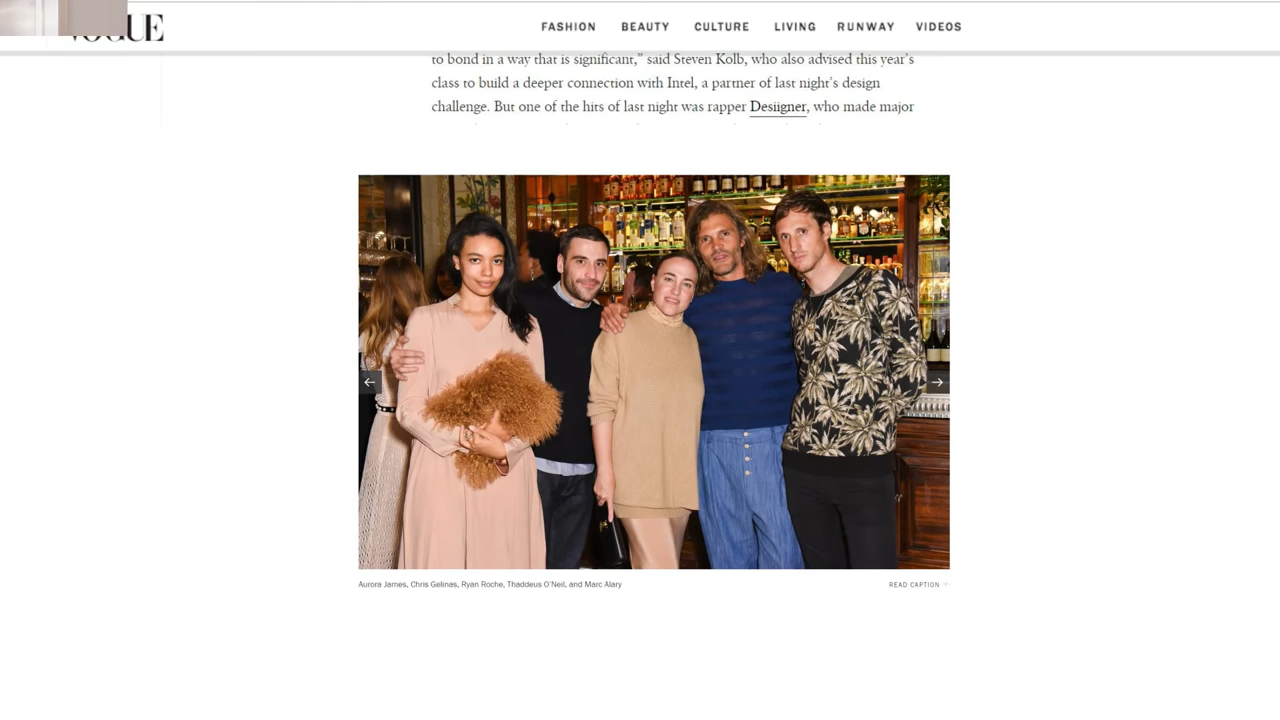 VOGUE
FASHION BEAUTY CULTURE LIVING RUNWAY VIDEOS
to bond in a way that is significant,” said Steven Kolb, who also advised this year’s
class to build a deeper connection with Intel, a partner of last night’s design
challenge. But one of the hits of last night was rapper Desiigner, who made major
Aurora James, Chris Gelinas, Ryan Roche, Thaddeus O’Neil, and Marc Alary
READ CAPTION +